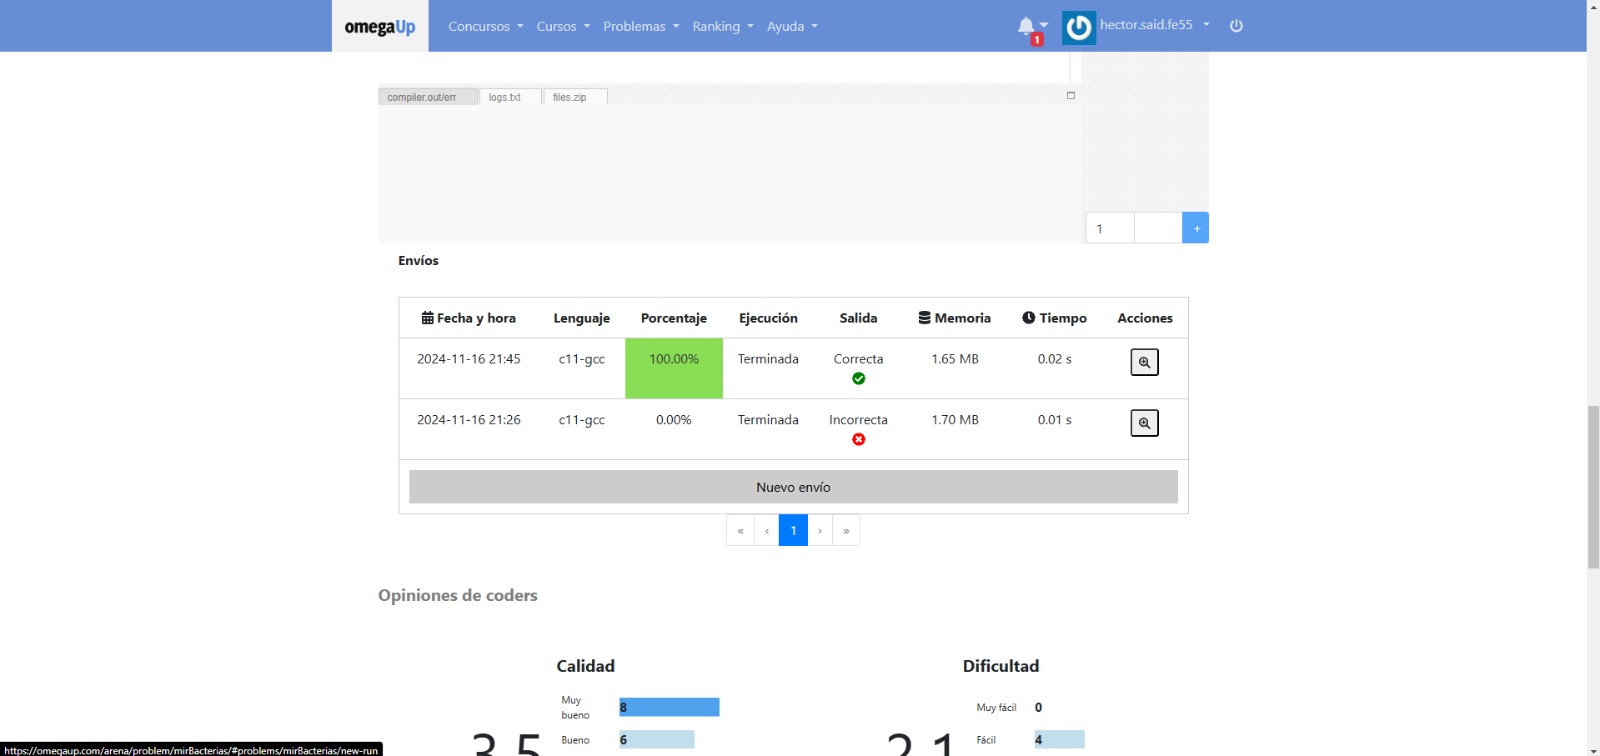 omegaUp Concursos Cursos Problemas Ranking Ayuda 1 hector.said.fe55
compiler.out/err logs.txt files.zip
1 +
Envíos
Fecha y hora Lenguaje Porcentaje Ejecución Salida Memoria Tiempo Acciones
2024-11-16 21:45 c11-gcc 100.00% Terminada Correcta 1.65 MB 0.02 s
2024-11-16 21:26 c11-gcc 0.00% Terminada Incorrecta 1.70 MB 0.01 s
Nuevo envío
« ‹ 1 › »
Opiniones de coders
Calidad Dificultad
Muy bueno 8 Muy fácil 0
3.5 Bueno 6 2.1 Fácil 4
https://omegaup.com/arena/problem/mirBacterias/#problems/mirBacterias/new-run